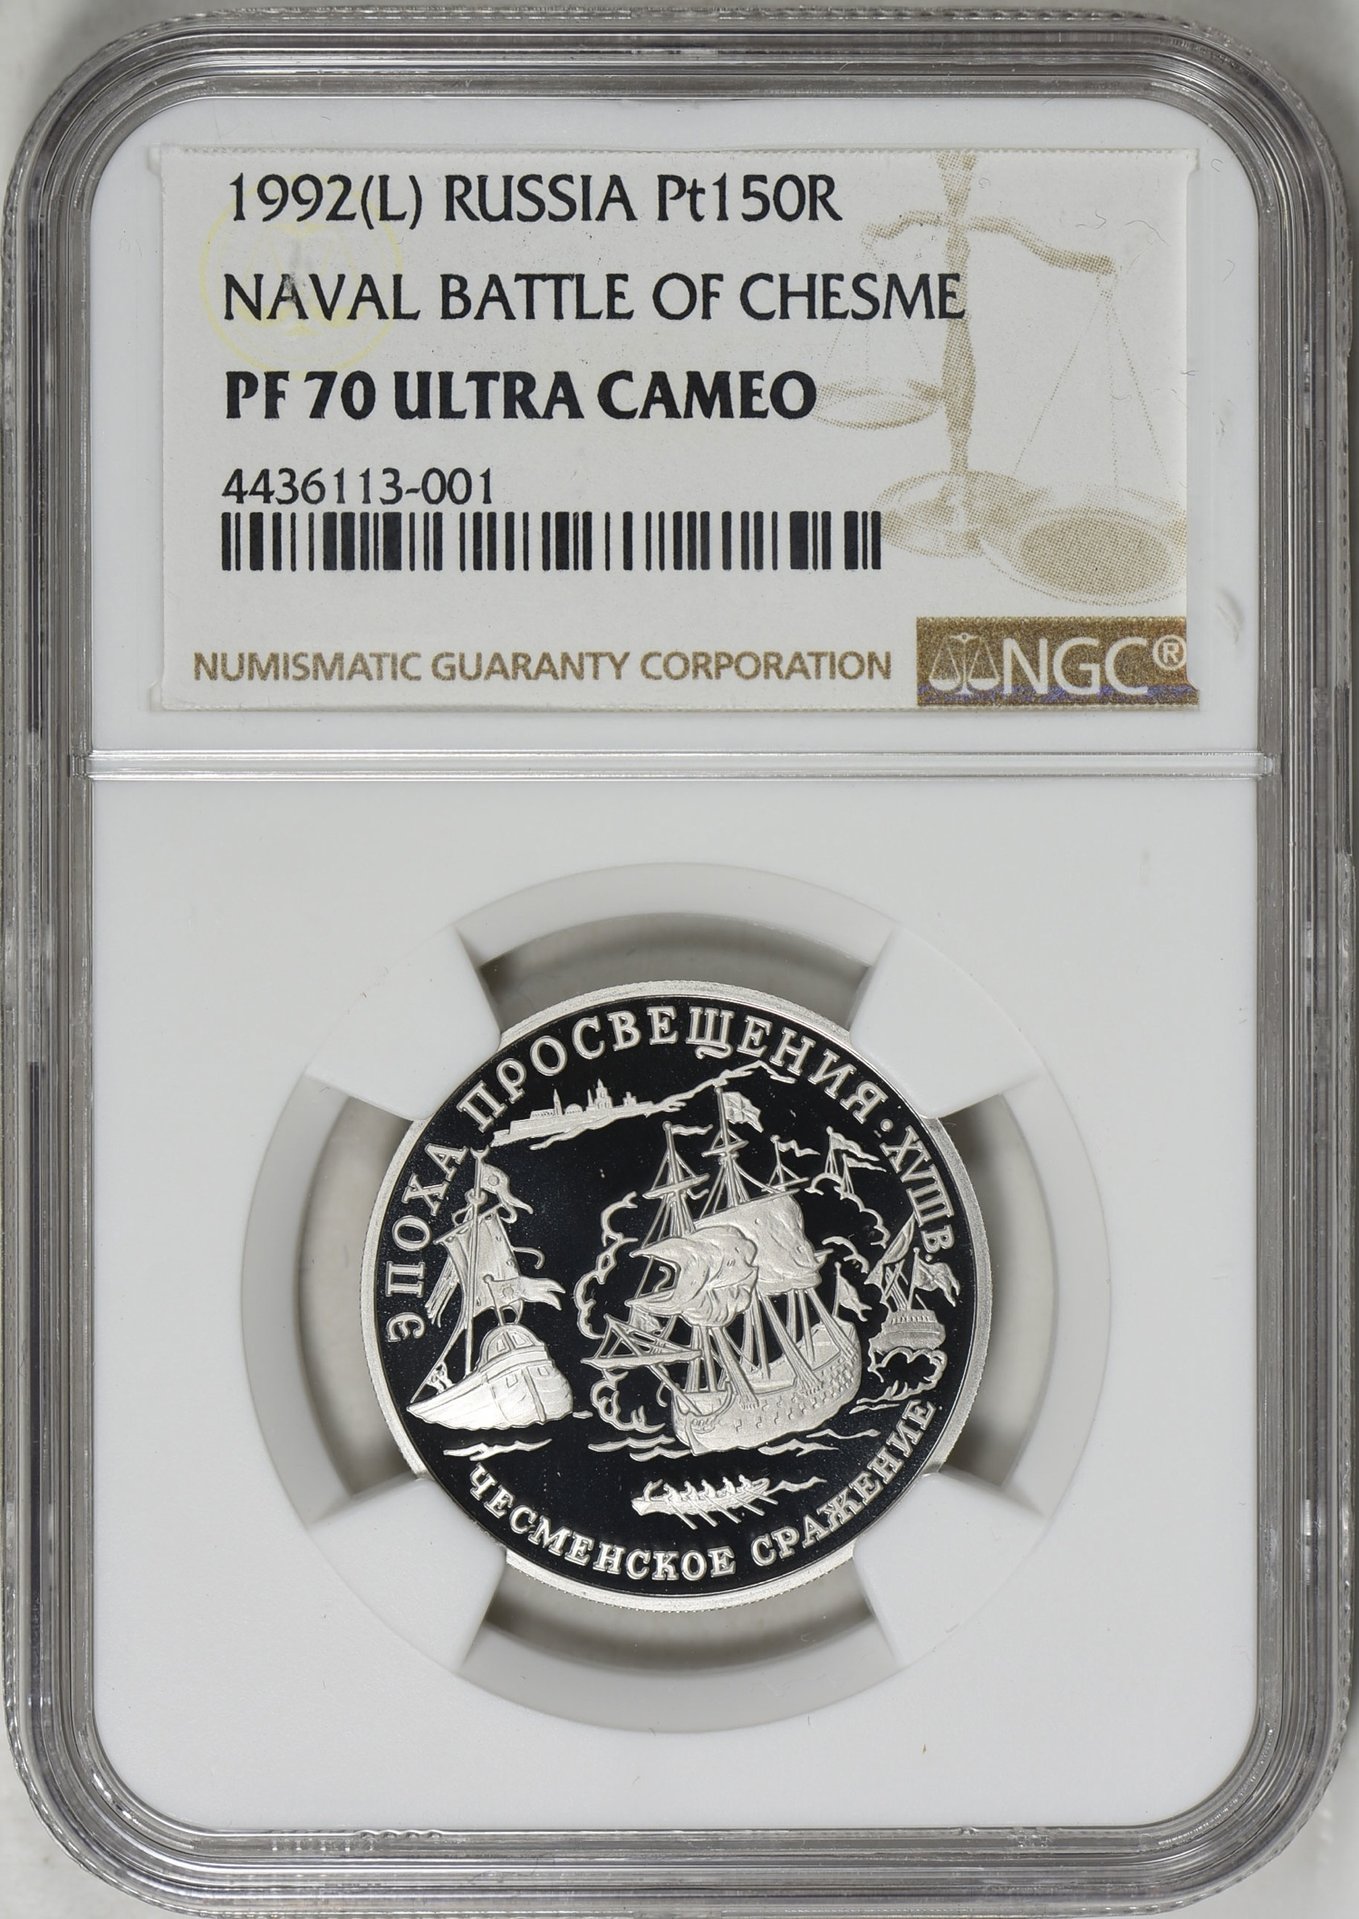 1992(L) RUSSIA Pt150R
NAVAL BATTLE OF CHESME
PF 70 ULTRA CAMEO
4436113-001
NUMISMATIC GUARANTY CORPORATION
NGC®
ЭПОХА ПРОСВЕЩЕНИЯ · XVIII В.
ЧЕСМЕНСКОЕ СРАЖЕНИЕ